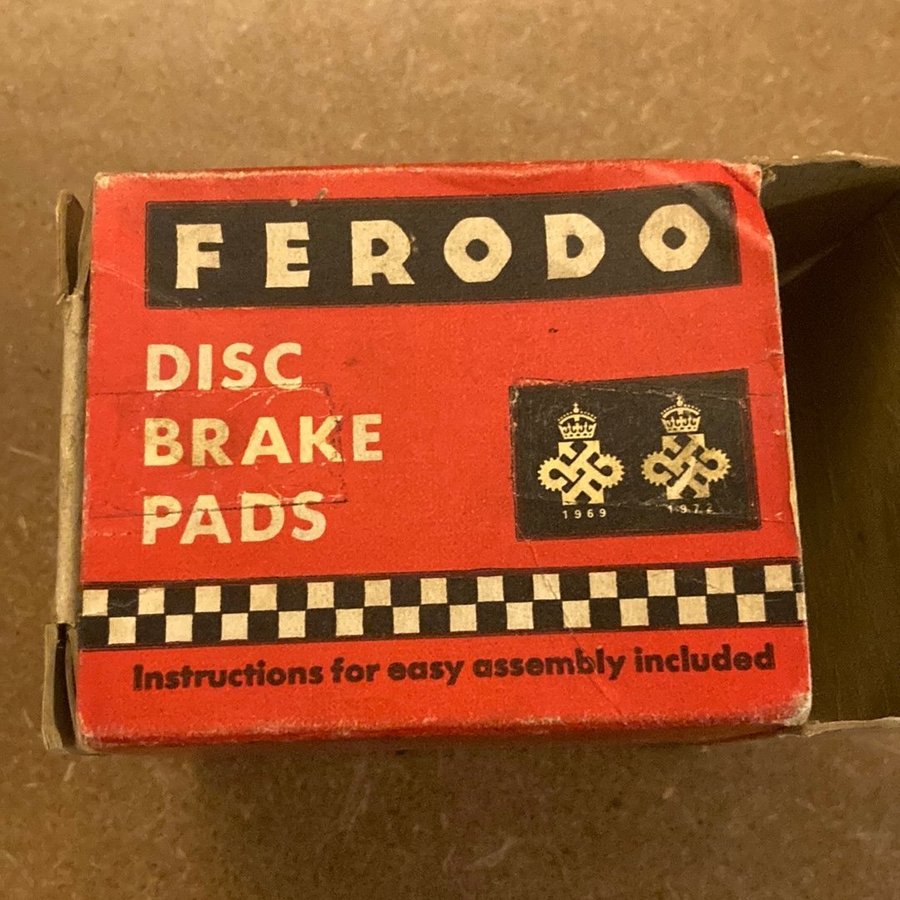 FERODO
DISC
BRAKE
PADS
1969 1972
Instructions for easy assembly included